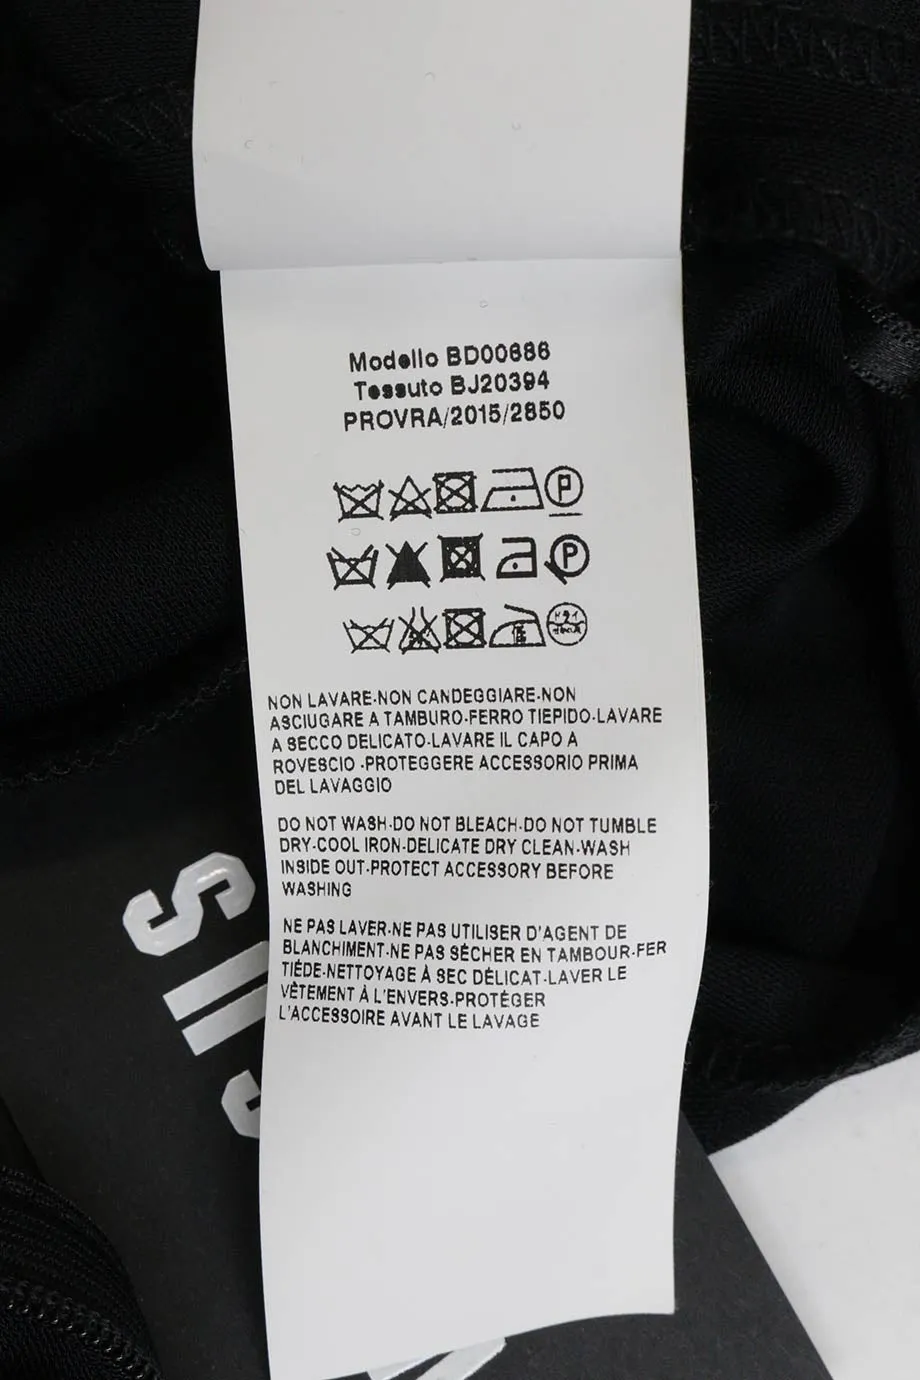 Modello BD00886
Tessuto BJ20394
PROVRA/2015/2850
P
P
NON LAVARE-NON CANDEGGIARE-NON
ASCIUGARE A TAMBURO-FERRO TIEPIDO-LAVARE
A SECCO DELICATO-LAVARE IL CAPO A
ROVESCIO -PROTEGGERE ACCESSORIO PRIMA
DEL LAVAGGIO
DO NOT WASH-DO NOT BLEACH-DO NOT TUMBLE
DRY-COOL IRON-DELICATE DRY CLEAN-WASH
INSIDE OUT-PROTECT ACCESSORY BEFORE
WASHING
NE PAS LAVER-NE PAS UTILISER D'AGENT DE
BLANCHIMENT-NE PAS SÉCHER EN TAMBOUR-FER
TIÉDE-NETTOYAGE À SEC DÉLICAT-LAVER LE
VÊTEMENT À L'ENVERS-PROTÉGER
L'ACCESSOIRE AVANT LE LAVAGE